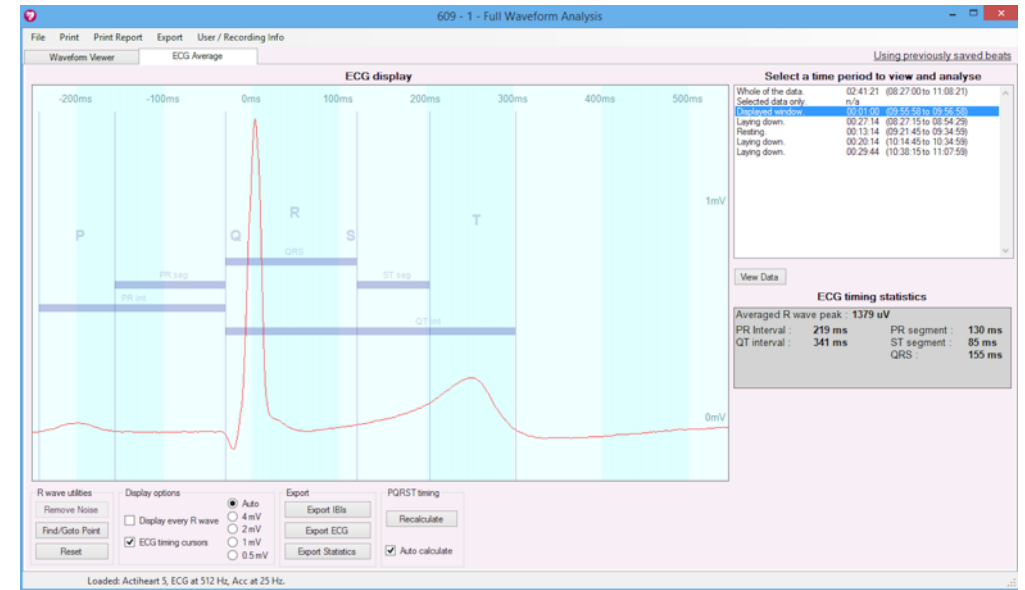 609 - 1 - Full Waveform Analysis
File Print Print Report Export User / Recording Info
Waveform Viewer ECG Average Using previously saved beats
ECG display
-200ms -100ms 0ms 100ms 200ms 300ms 400ms 500ms
1mV
R
T
P Q S
QRS
PR seg ST seg
PR int
QT int
0mV
Select a time period to view and analyse
Whole of the data. 02:41:21 (08:27:00 to 11:08:21)
Selected data only. n/a
Displayed window. 00:01:00 (09:55:58 to 09:56:58)
Laying down. 00:27:14 (08:27:15 to 08:54:29)
Resting. 00:13:14 (09:21:45 to 09:34:59)
Laying down. 00:20:14 (10:14:45 to 10:34:59)
Laying down. 00:29:44 (10:38:15 to 11:07:59)
View Data
ECG timing statistics
Averaged R wave peak : 1379 uV
PR Interval : 219 ms PR segment : 130 ms
QT interval : 341 ms ST segment : 85 ms
QRS : 155 ms
R wave utilities
Remove Noise
Find/Goto Point
Reset
Display options
Display every R wave
ECG timing cursors
Auto
4 mV
2 mV
1 mV
0.5 mV
Export
Export IBIs
Export ECG
Export Statistics
PQRST timing
Recalculate
Auto calculate
Loaded: Actiheart 5, ECG at 512 Hz, Acc at 25 Hz.